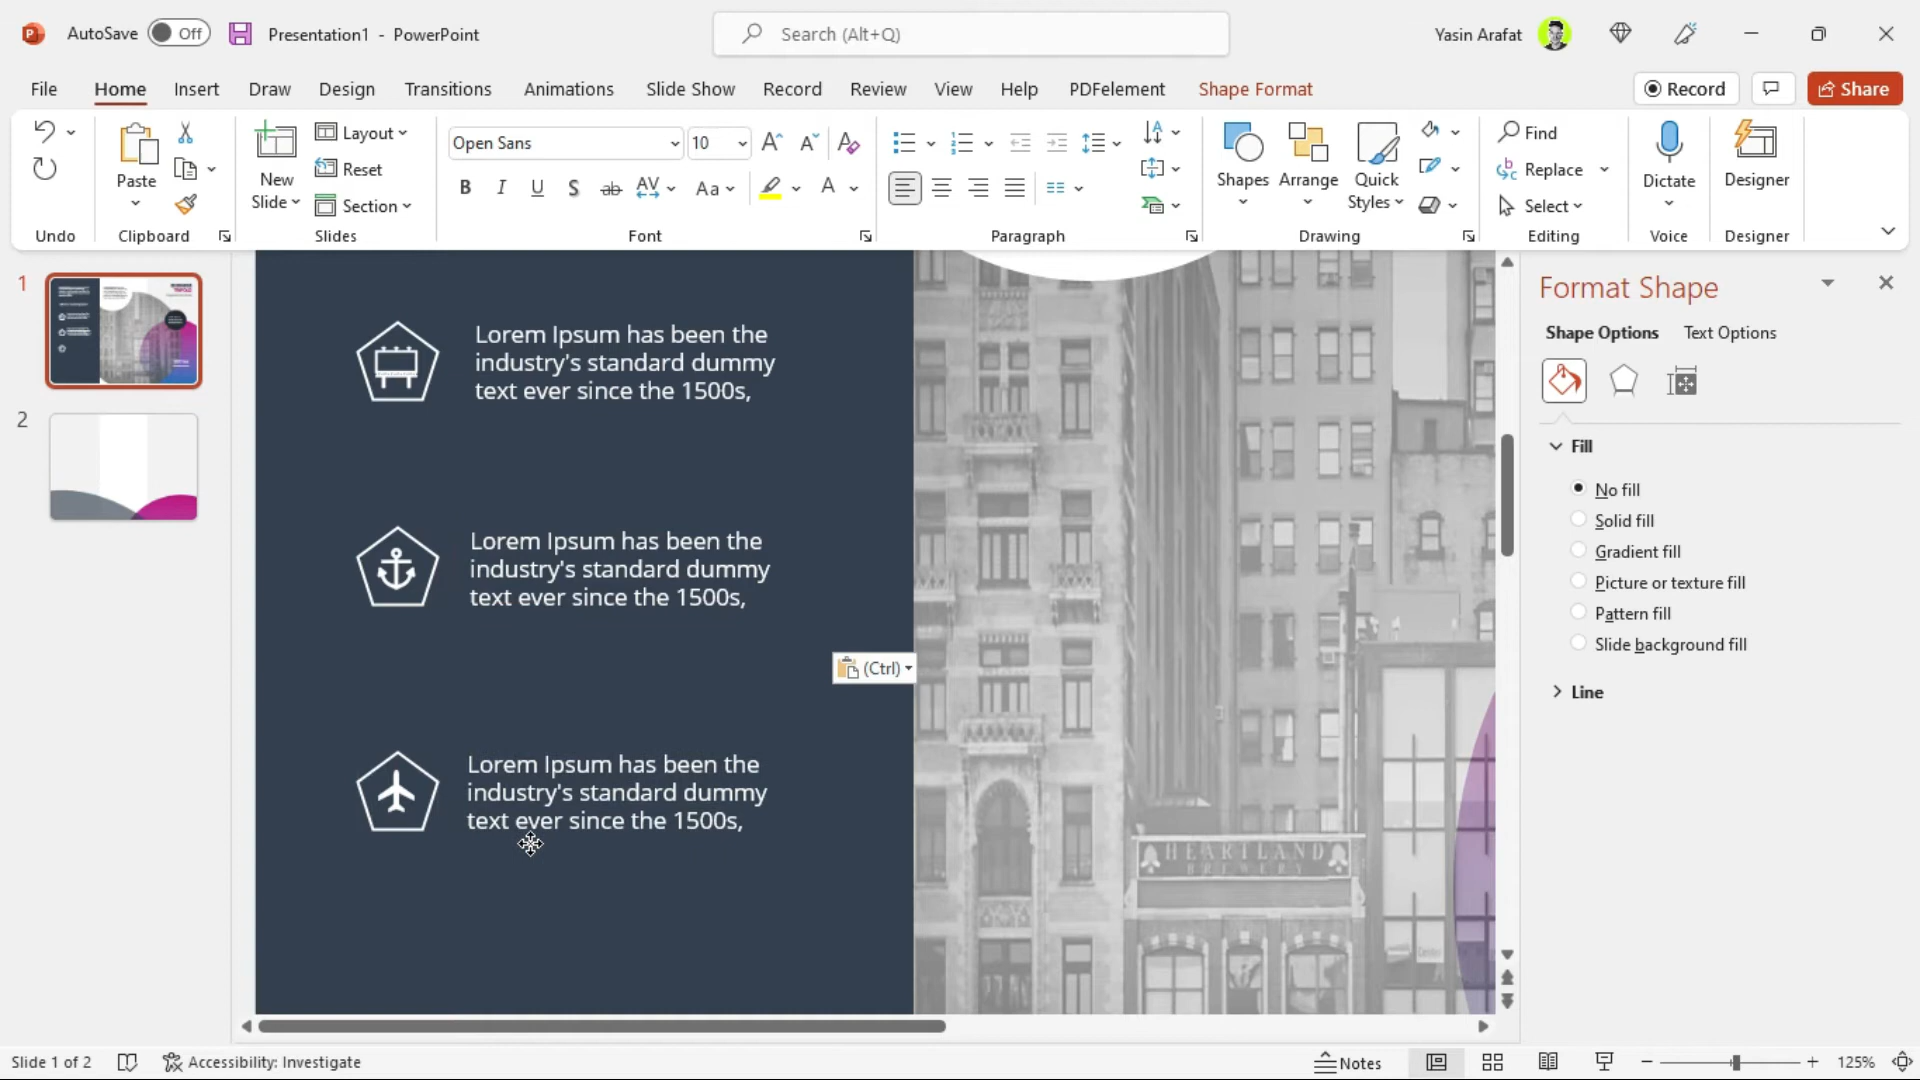 AutoSave Off Presentation1 - PowerPoint Search (Alt+Q) Yasin Arafat
File Home Insert Draw Design Transitions Animations Slide Show Record Review View Help PDFelement Shape Format Record Share
Undo
Paste
Clipboard
New Slide
Layout
Reset
Section
Slides
Open Sans 10
B I U S ab AV Aa A
Font
Paragraph
Shapes
Arrange
Quick Styles
Drawing
Find
Replace
Select
Editing
Dictate
Voice
Designer
Designer
1
2
Lorem Ipsum has been the
industry's standard dummy
text ever since the 1500s,
Lorem Ipsum has been the
industry's standard dummy
text ever since the 1500s,
(Ctrl)
Lorem Ipsum has been the
industry's standard dummy
text ever since the 1500s,
HEARTLAND
BREWERY
Format Shape
Shape Options Text Options
Fill
No fill
Solid fill
Gradient fill
Picture or texture fill
Pattern fill
Slide background fill
Line
Slide 1 of 2 Accessibility: Investigate Notes 125%